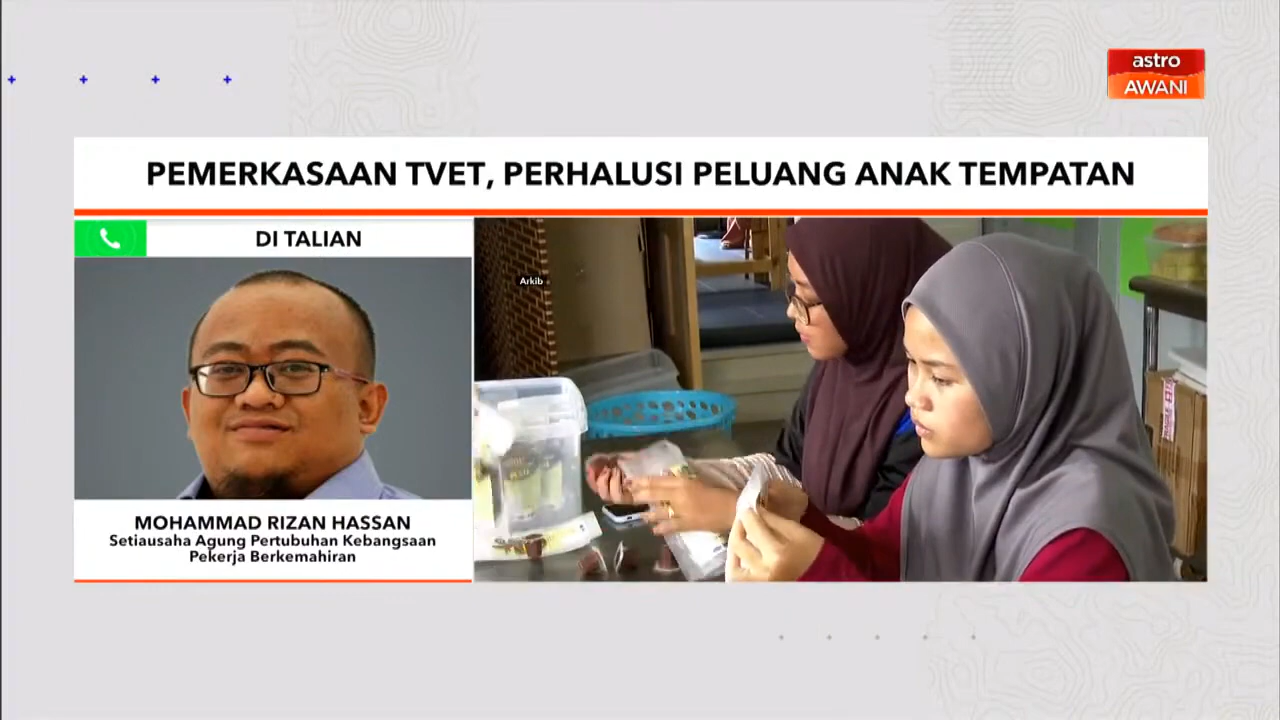 astro
AWANI
PEMERKASAAN TVET, PERHALUSI PELUANG ANAK TEMPATAN
DI TALIAN
Arkib
MOHAMMAD RIZAN HASSAN
Setiausaha Agung Pertubuhan Kebangsaan
Pekerja Berkemahiran